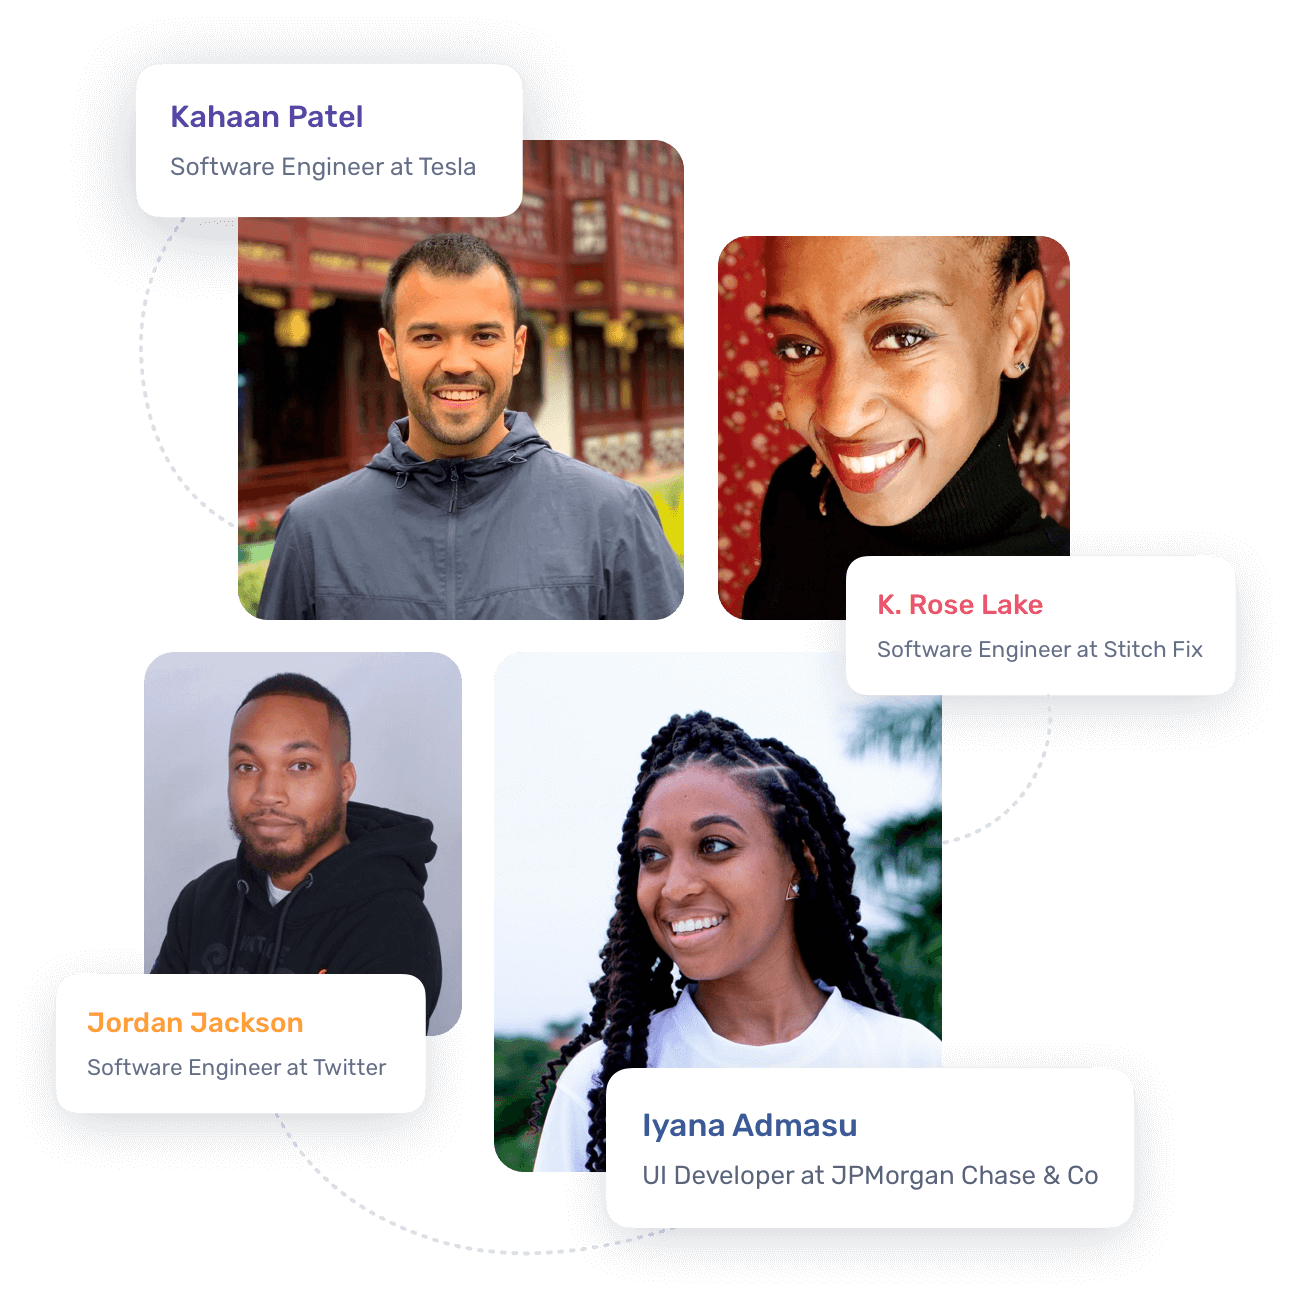 Kahaan Patel
Software Engineer at Tesla
K. Rose Lake
Software Engineer at Stitch Fix
Jordan Jackson
Software Engineer at Twitter
Iyana Admasu
UI Developer at JPMorgan Chase & Co